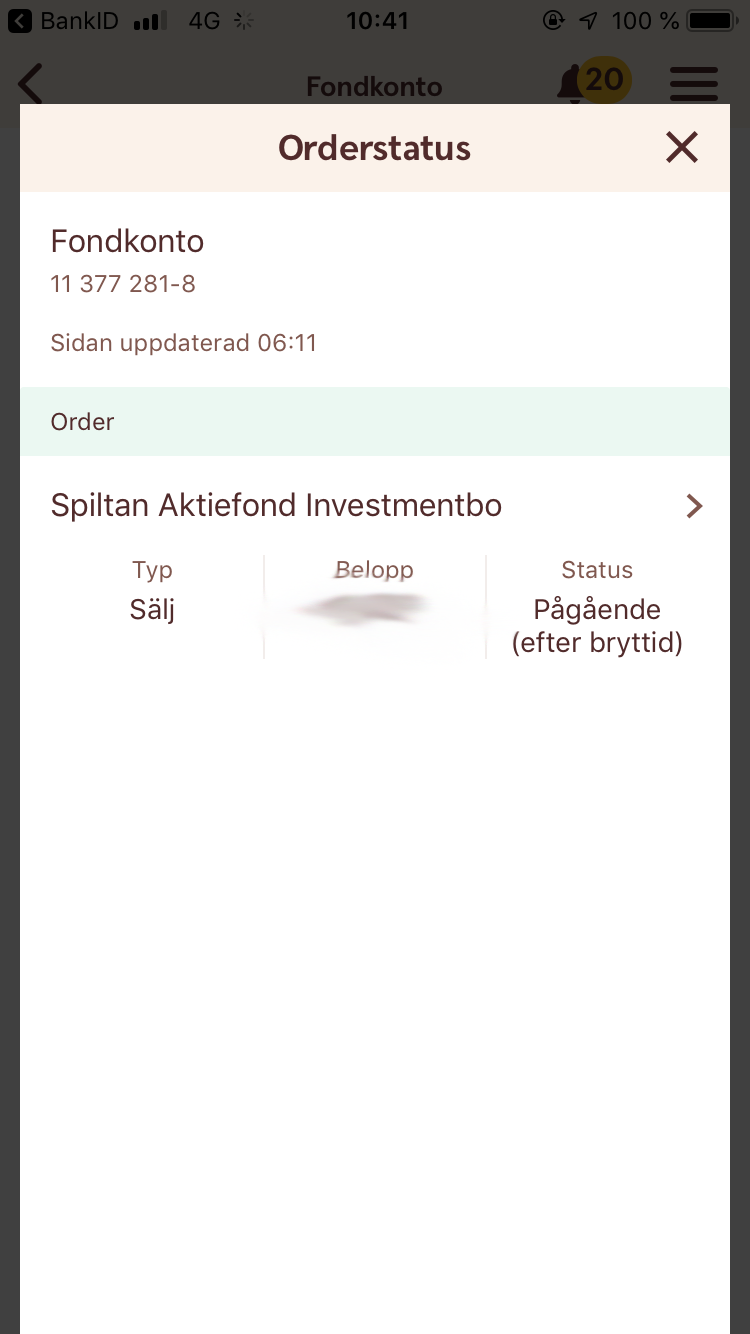 BankID 4G 10:41 100 %
Fondkonto 20
Orderstatus
Fondkonto
11 377 281-8
Sidan uppdaterad 06:11
Order
Spiltan Aktiefond Investmentbo
Typ Belopp Status
Sälj Pågående
(efter bryttid)